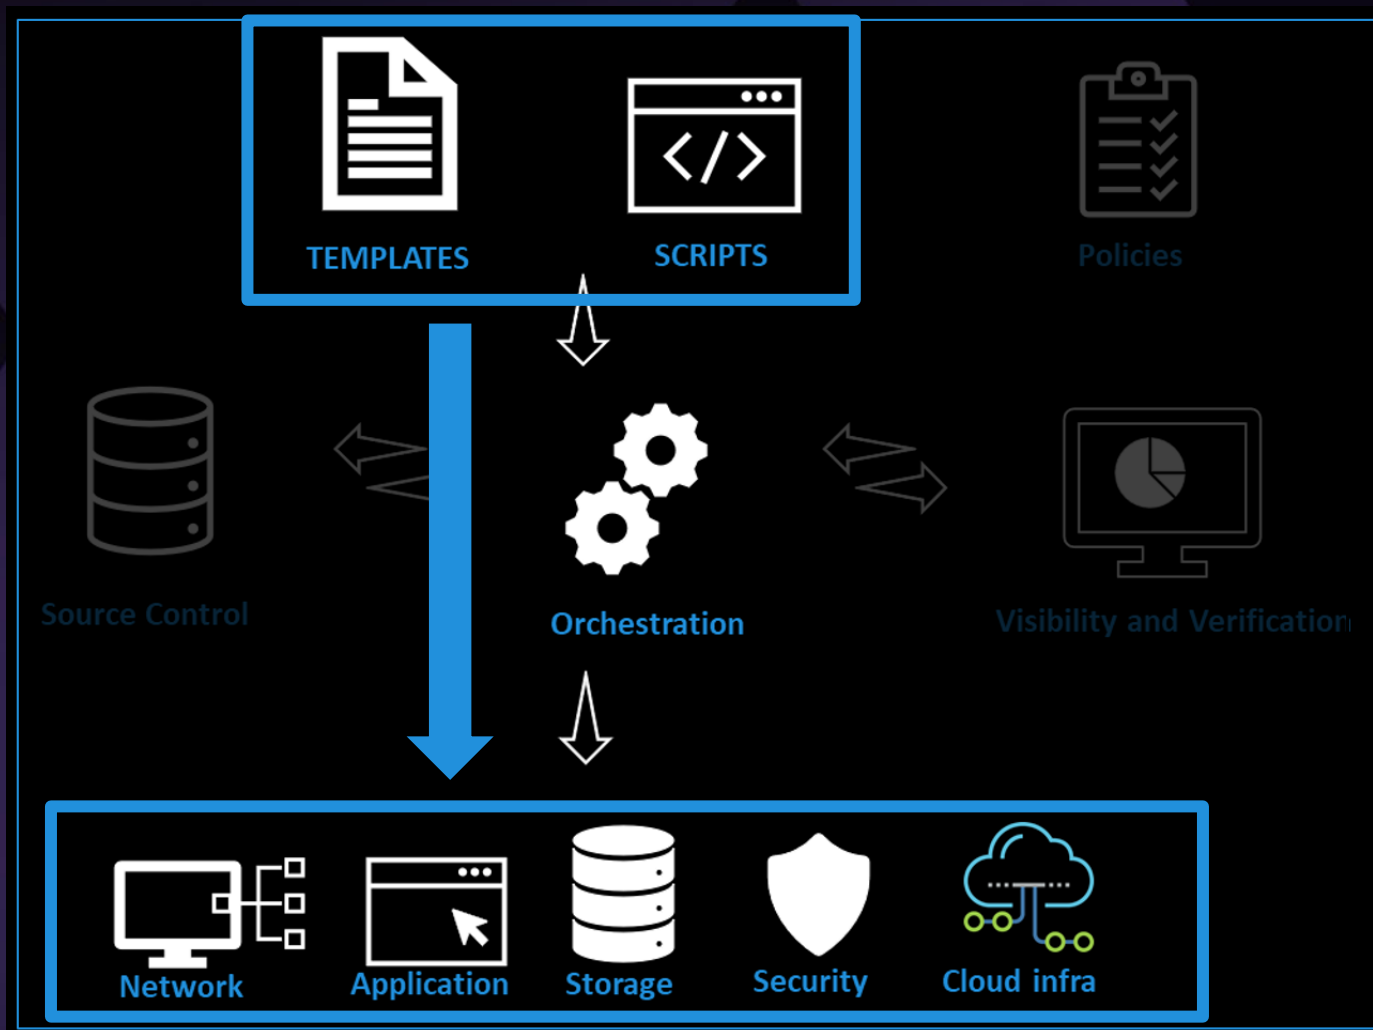 TEMPLATES
SCRIPTS
Policies
Source Control
Orchestration
Visibility and Verification
Network
Application
Storage
Security
Cloud infra